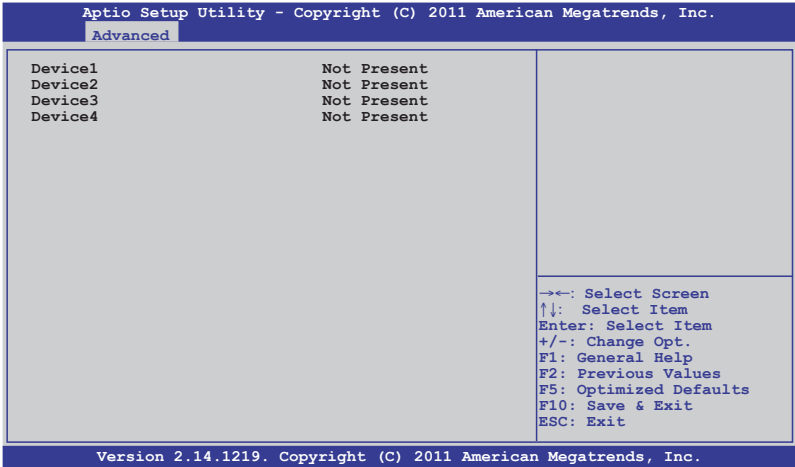 Aptio Setup Utility - Copyright (C) 2011 American Megatrends, Inc.
Advanced
Device1 Not Present
Device2 Not Present
Device3 Not Present
Device4 Not Present
→←: Select Screen
↑↓: Select Item
Enter: Select Item
+/-: Change Opt.
F1: General Help
F2: Previous Values
F5: Optimized Defaults
F10: Save & Exit
ESC: Exit
Version 2.14.1219. Copyright (C) 2011 American Megatrends, Inc.